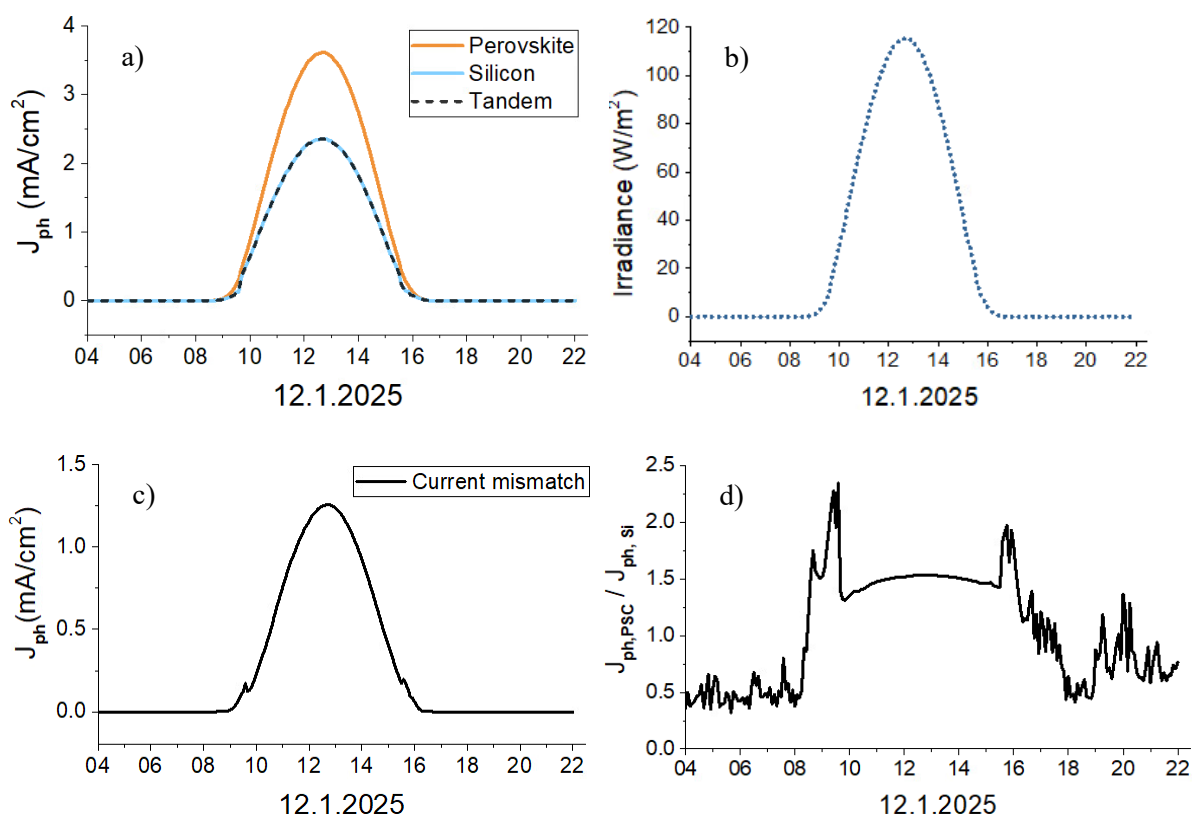 a)
4
3
2
1
0
J_ph (mA/cm²)
Perovskite
Silicon
Tandem
04 06 08 10 12 14 16 18 20 22
12.1.2025
b)
120
100
80
60
40
20
0
Irradiance (W/m²)
04 06 08 10 12 14 16 18 20 22
12.1.2025
c)
1.5
1.0
0.5
0.0
J_ph(mA/cm²)
Current mismatch
04 06 08 10 12 14 16 18 20 22
12.1.2025
d)
2.5
2.0
1.5
1.0
0.5
0.0
J_ph,PSC / J_ph, Si
04 06 08 10 12 14 16 18 20 22
12.1.2025